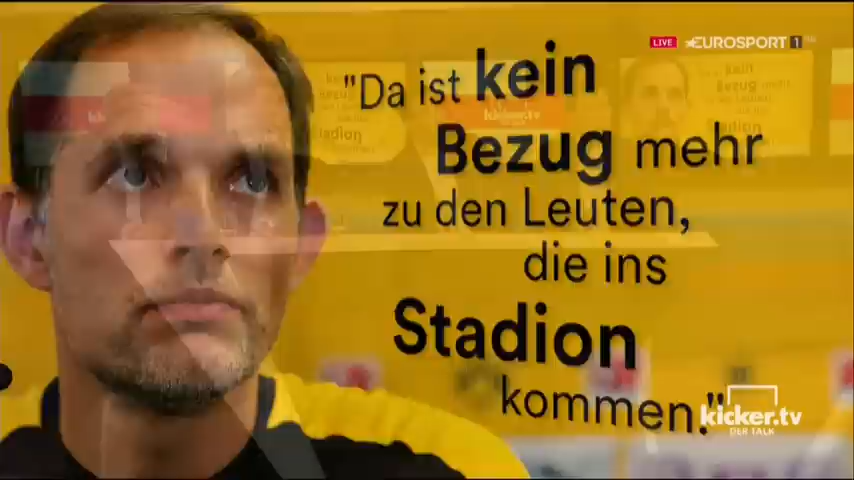 LIVE EUROSPORT 1
"Da ist kein
Bezug mehr
zu den Leuten,
die ins
Stadion
kommen."
kicker.tv
DER TALK